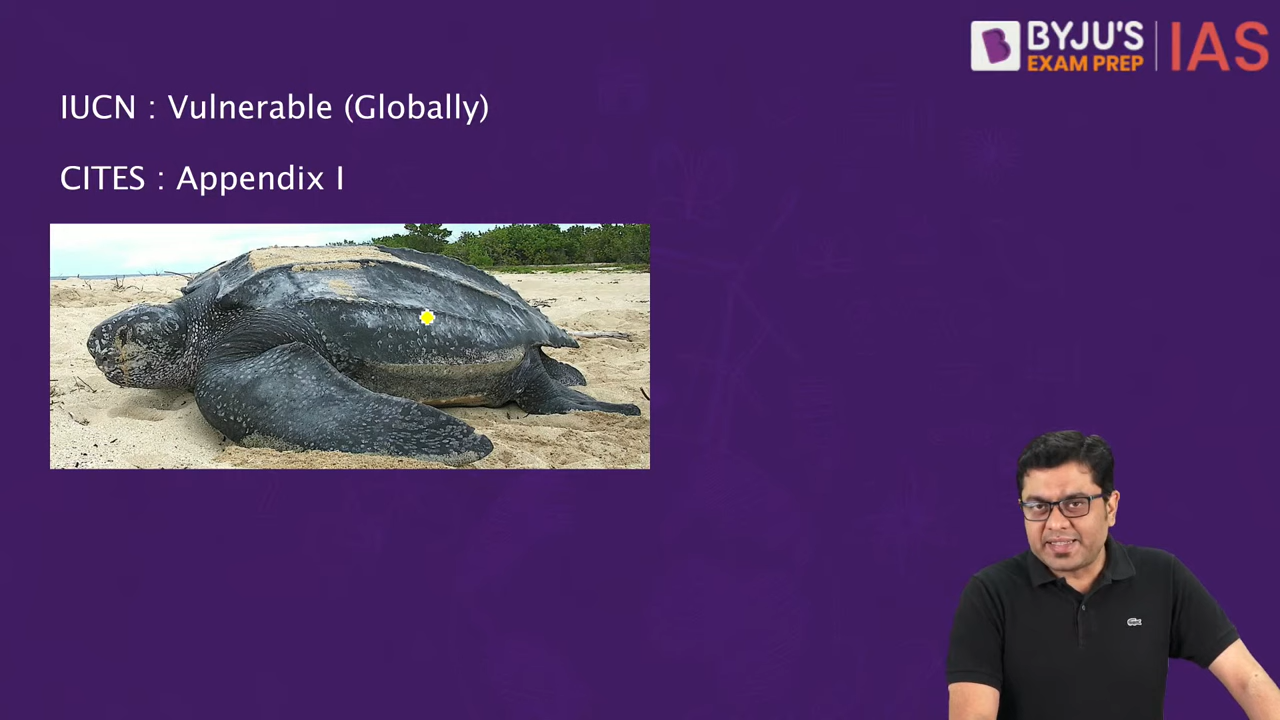 BYJU'S
EXAM PREP
IAS
IUCN : Vulnerable (Globally)
CITES : Appendix I